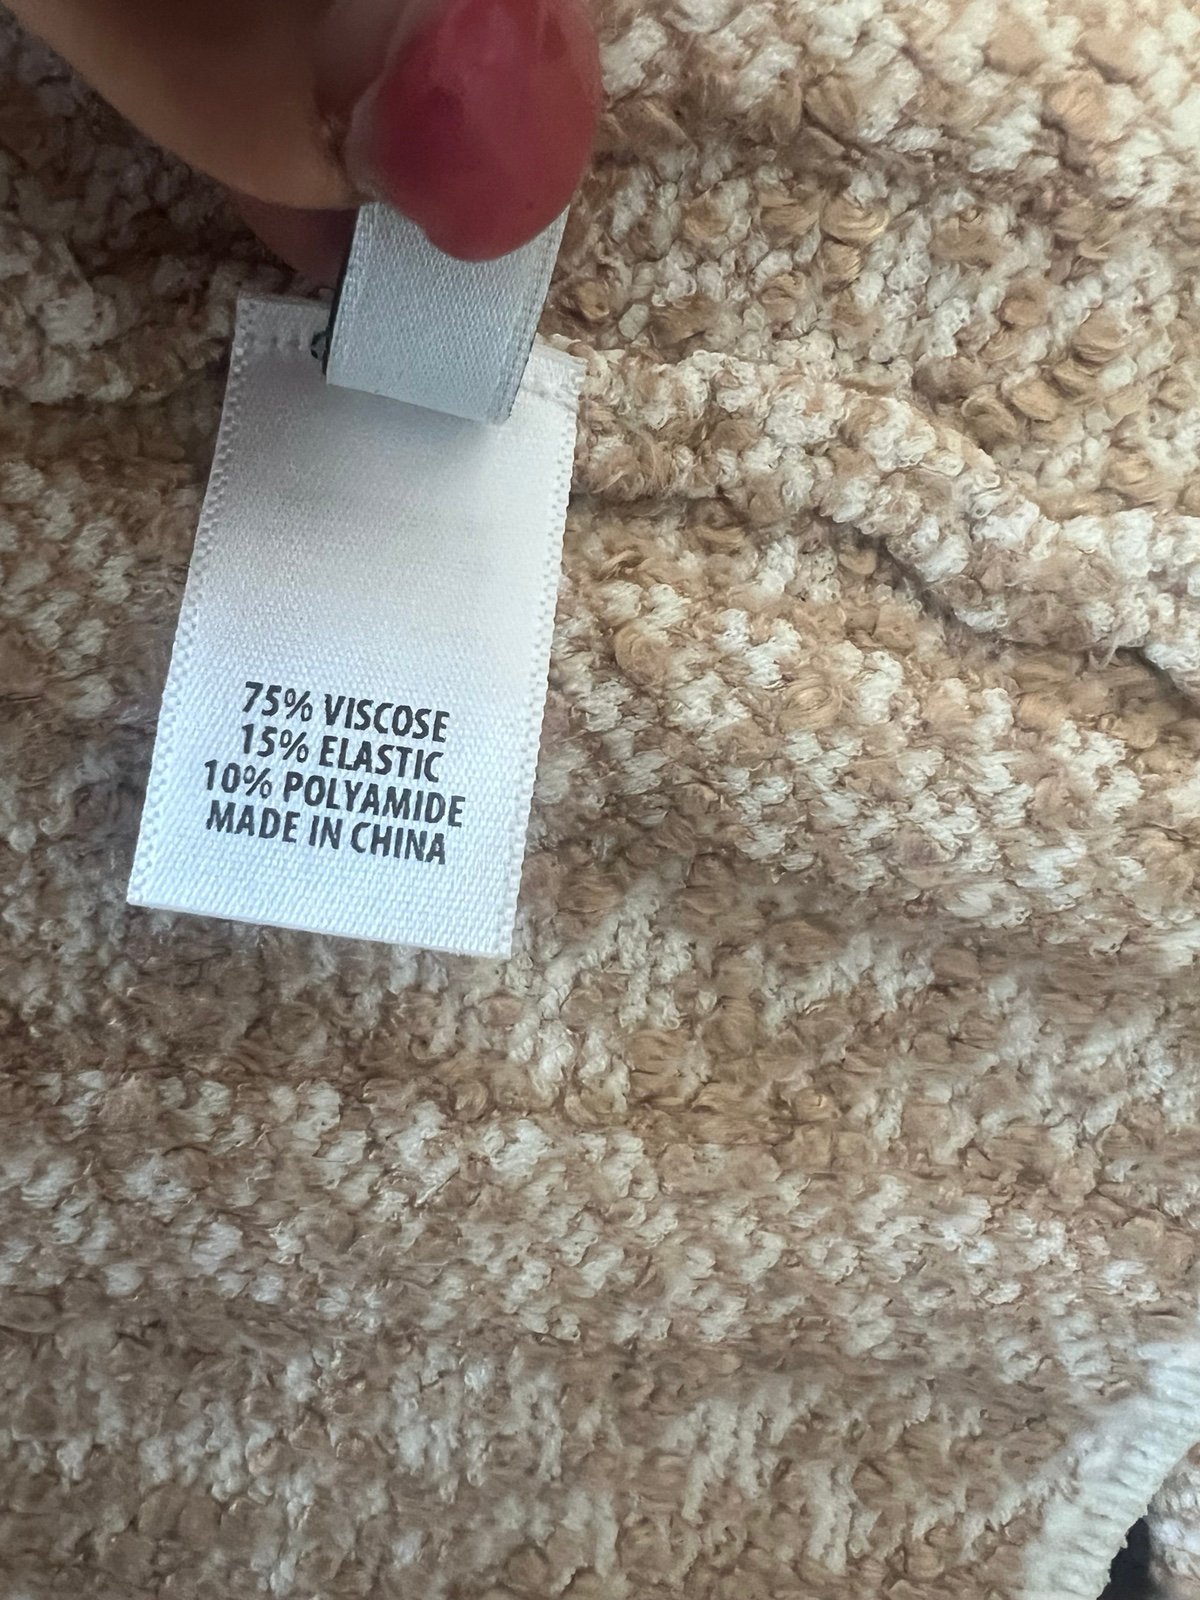 75% VISCOSE
15% ELASTIC
10% POLYAMIDE
MADE IN CHINA